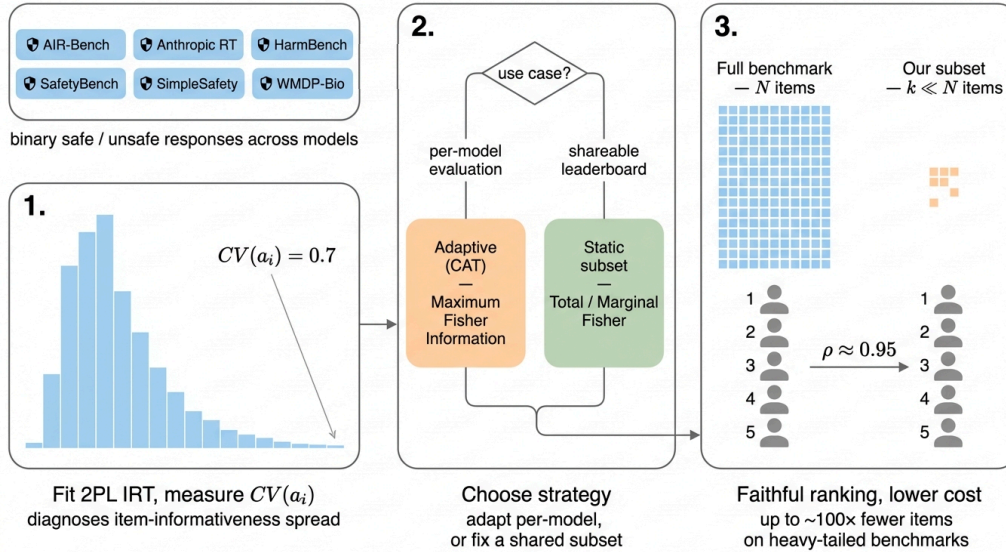 AIR-Bench
Anthropic RT
HarmBench
SafetyBench
SimpleSafety
WMDP-Bio
binary safe / unsafe responses across models
1.
CV(a_i) = 0.7
Fit 2PL IRT, measure CV(a_i)
diagnoses item-informativeness spread
2.
use case?
per-model
evaluation
shareable
leaderboard
Adaptive
(CAT)
—
Maximum
Fisher
Information
Static
subset
—
Total / Marginal
Fisher
Choose strategy
adapt per-model,
or fix a shared subset
3.
Full benchmark
— N items
Our subset
— k ≪ N items
1
2
3
4
5
ρ ≈ 0.95
1
2
3
4
5
Faithful ranking, lower cost
up to ~100× fewer items
on heavy-tailed benchmarks